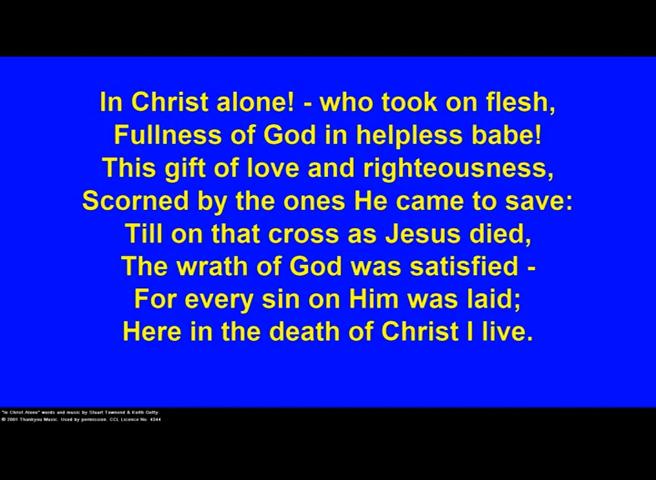 In Christ alone! - who took on flesh,
Fullness of God in helpless babe!
This gift of love and righteousness,
Scorned by the ones He came to save:
Till on that cross as Jesus died,
The wrath of God was satisfied -
For every sin on Him was laid;
Here in the death of Christ I live.
"In Christ Alone" words and music by Stuart Townend & Keith Getty.
© 2001 Thankyou Music. Used by permission. CCL Licence No. 4344